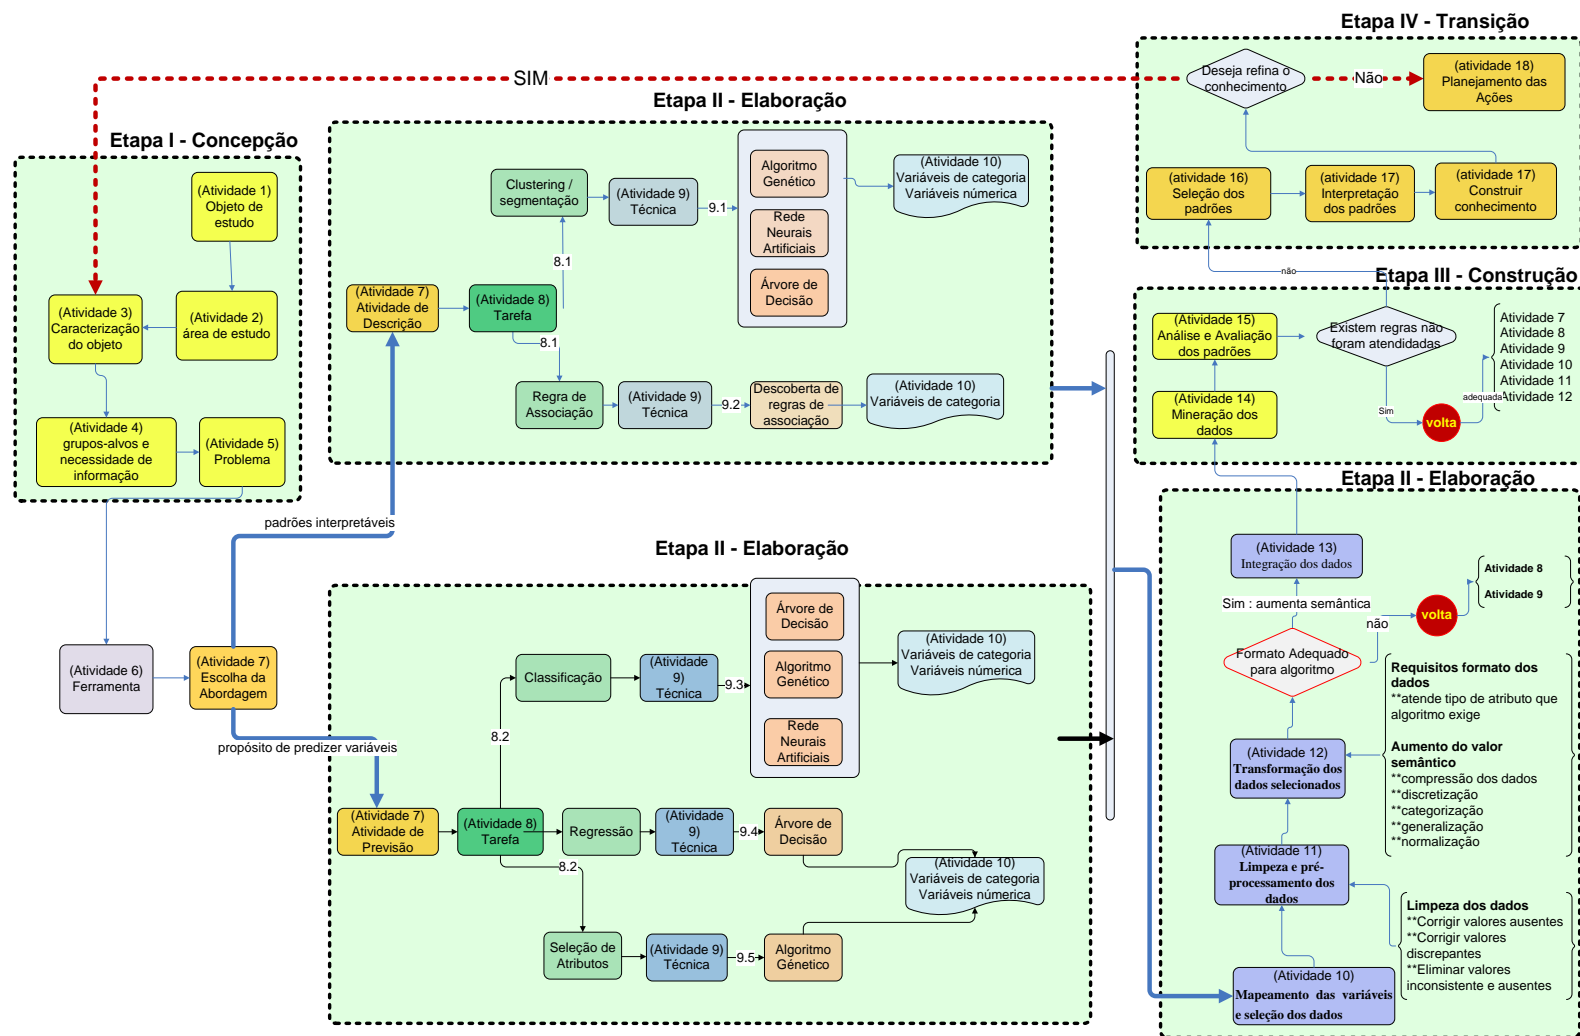 Etapa IV - Transição
Deseja refina o
conhecimento
SIM
Não
(atividade 18)
Planejamento das
Ações
(atividade 16)
Seleção dos
padrões
(atividade 17)
Interpretação
dos padrões
(atividade 17)
Construir
conhecimento
Etapa I - Concepção
(Atividade 1)
Objeto de
estudo
(Atividade 2)
área de estudo
(Atividade 3)
Caracterização
do objeto
(Atividade 4)
grupos-alvos e
necessidade de
informação
(Atividade 5)
Problema
(Atividade 6)
Ferramenta
(Atividade 7)
Escolha da
Abordagem
padrões interpretáveis
propósito de predizer variáveis
Etapa II - Elaboração
(Atividade 7)
Atividade de
Descrição
(Atividade 8)
Tarefa
8.1
8.1
Clustering /
segmentação
(Atividade 9)
Técnica
9.1
Algoritmo
Genético
Rede
Neurais
Artificiais
Árvore de
Decisão
(Atividade 10)
Variáveis de categoria
Variáveis númerica
Regra de
Associação
(Atividade 9)
Técnica
9.2
Descoberta de
regras de
associação
(Atividade 10)
Variáveis de categoria
Etapa II - Elaboração
(Atividade 7)
Atividade de
Previsão
(Atividade 8)
Tarefa
8.2
8.2
Classificação
(Atividade
9)
Técnica
9.3
Árvore de
Decisão
Algoritmo
Genético
Rede
Neurais
Artificiais
(Atividade 10)
Variáveis de categoria
Variáveis númerica
Regressão
(Atividade
9)
Técnica
9.4
Árvore de
Decisão
(Atividade 10)
Variáveis de categoria
Variáveis númerica
Seleção de
Atributos
(Atividade 9)
Técnica
9.5
Algoritmo
Génetico
Etapa III - Construção
não
(Atividade 15)
Análise e Avaliação
dos padrões
Existem regras não
foram atendidadas
(Atividade 14)
Mineração dos
dados
Sim
volta
adequada
Atividade 7
Atividade 8
Atividade 9
Atividade 10
Atividade 11
Atividade 12
Etapa II - Elaboração
(Atividade 13)
Integração dos dados
Sim : aumenta semântica
Formato Adequado
para algoritmo
não
volta
Atividade 8
Atividade 9
(Atividade 12)
Transformação dos
dados selecionados
Requisitos formato dos
dados
**atende tipo de atributo que
algoritmo exige
Aumento do valor
semântico
**compressão dos dados
**discretização
**categorização
**generalização
**normalização
(Atividade 11)
Limpeza e pré-
processamento dos
dados
Limpeza dos dados
**Corrigir valores ausentes
**Corrigir valores
discrepantes
**Eliminar valores
inconsistente e ausentes
(Atividade 10)
Mapeamento das variáveis
e seleção dos dados